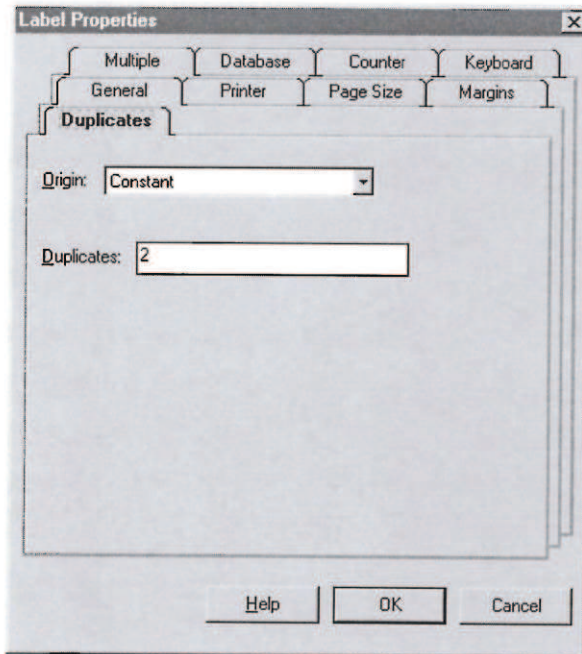 Label Properties
Multiple Database Counter Keyboard
General Printer Page Size Margins
Duplicates
Origin: Constant
Duplicates: 2
Help OK Cancel